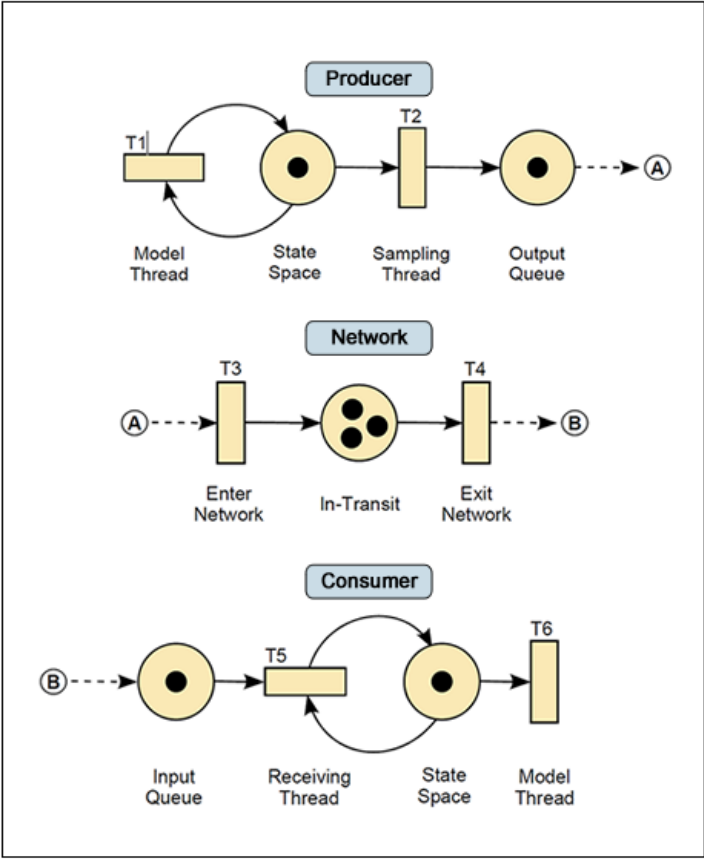 Producer
T1
T2
A
Model
Thread
State
Space
Sampling
Thread
Output
Queue
Network
T3
T4
A
B
Enter
Network
In-Transit
Exit
Network
Consumer
T5
T6
B
Input
Queue
Receiving
Thread
State
Space
Model
Thread